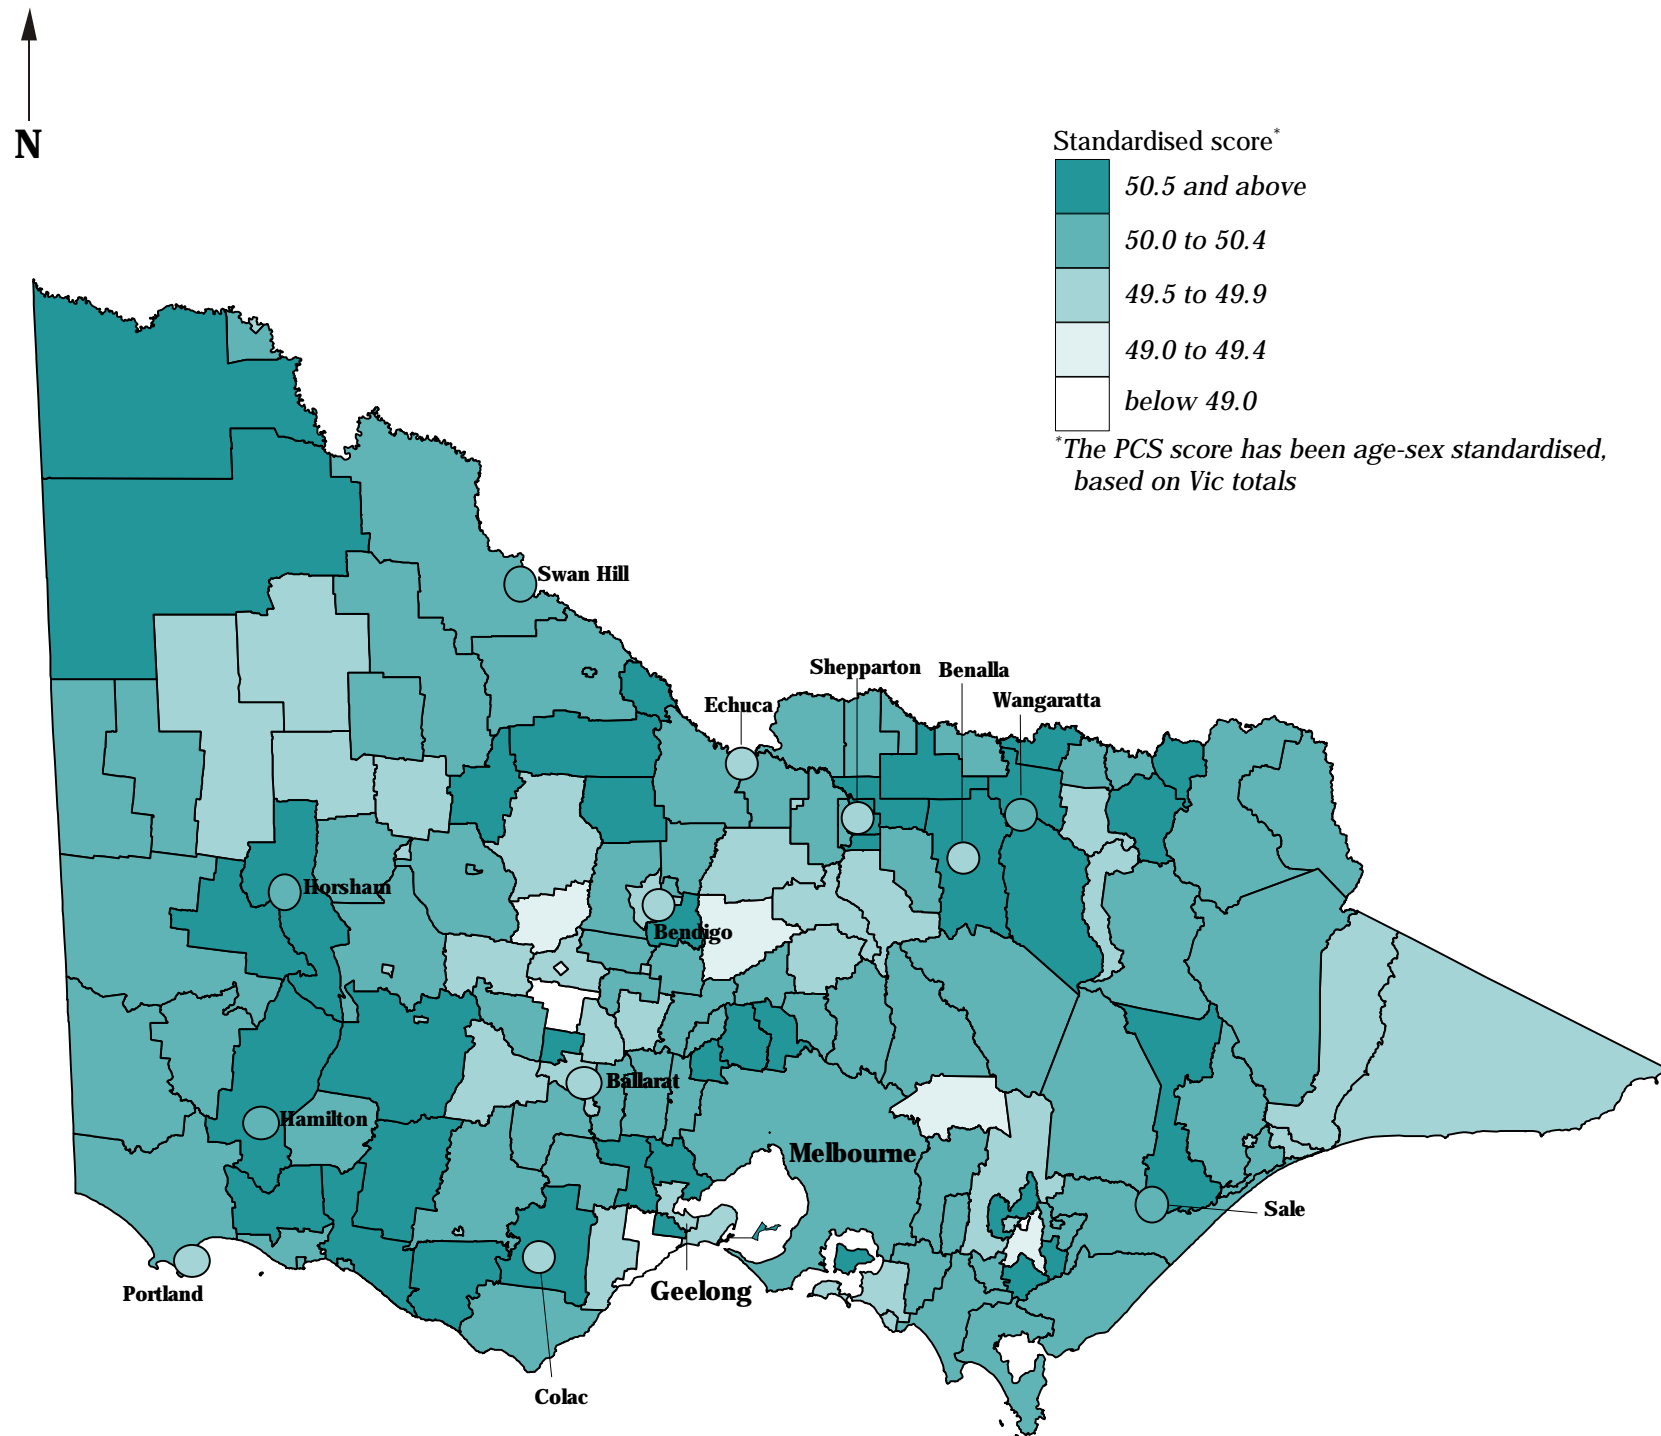 N
Standardised score*
50.5 and above
50.0 to 50.4
49.5 to 49.9
49.0 to 49.4
below 49.0
*The PCS score has been age-sex standardised,
based on Vic totals
Swan Hill
Shepparton
Benalla
Wangaratta
Echuca
Horsham
Bendigo
Ballarat
Hamilton
Melbourne
Sale
Portland
Geelong
Colac